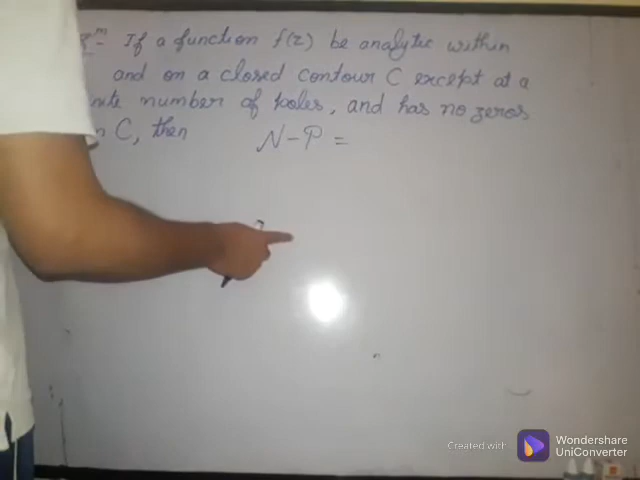 If a function f(z) be analytic within
and on a closed contour C except at a
number of poles, and has no zeros
C, then N - P =
Created with Wondershare
UniConverter